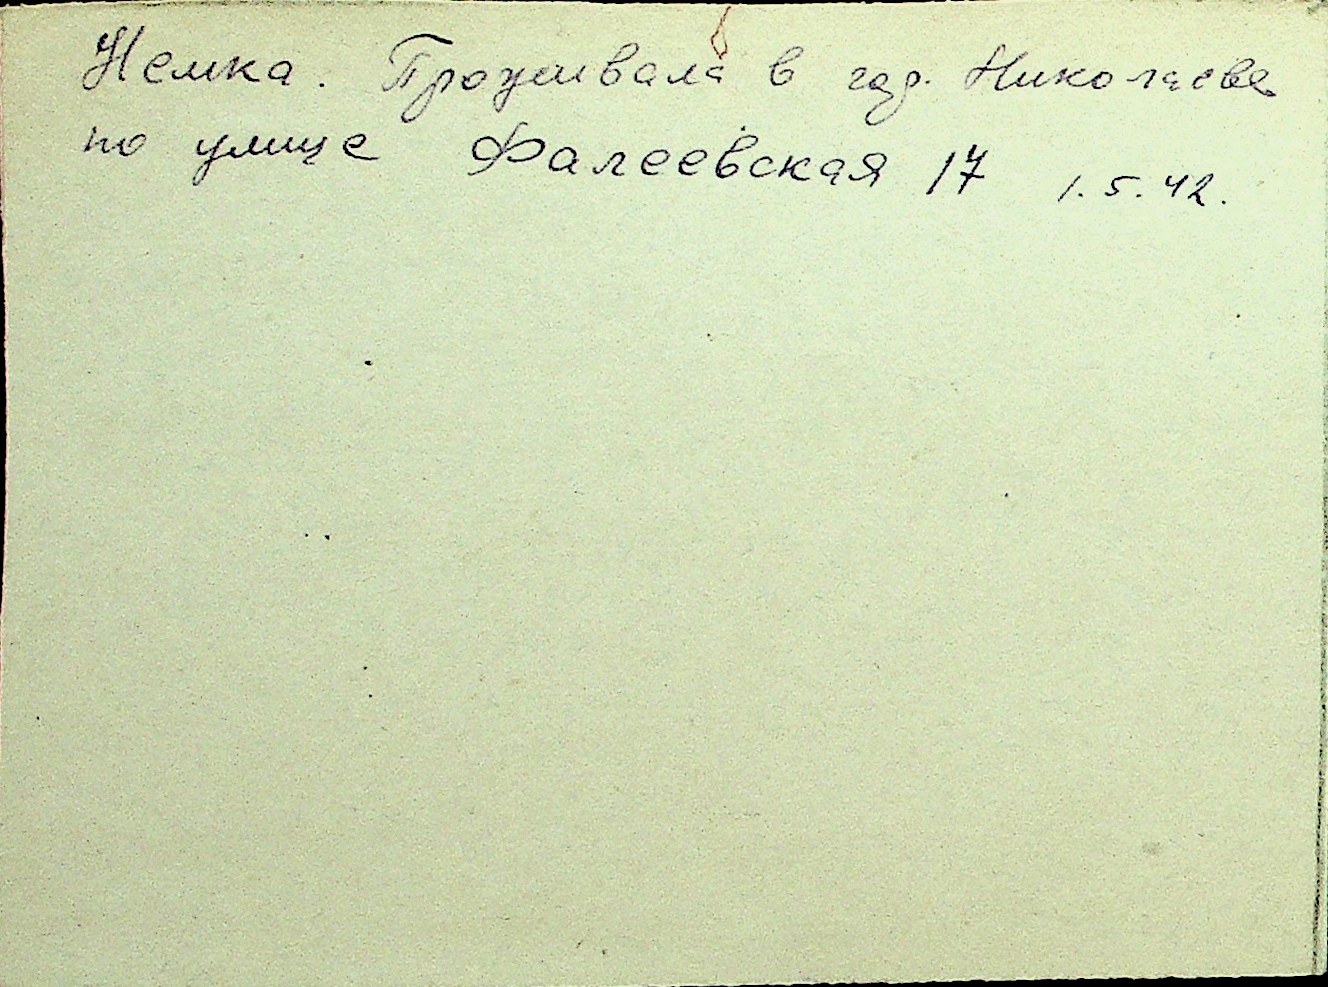 Немка. Проживала в гор. Николаеве
по улице Фалеевская 17 1.5.42.